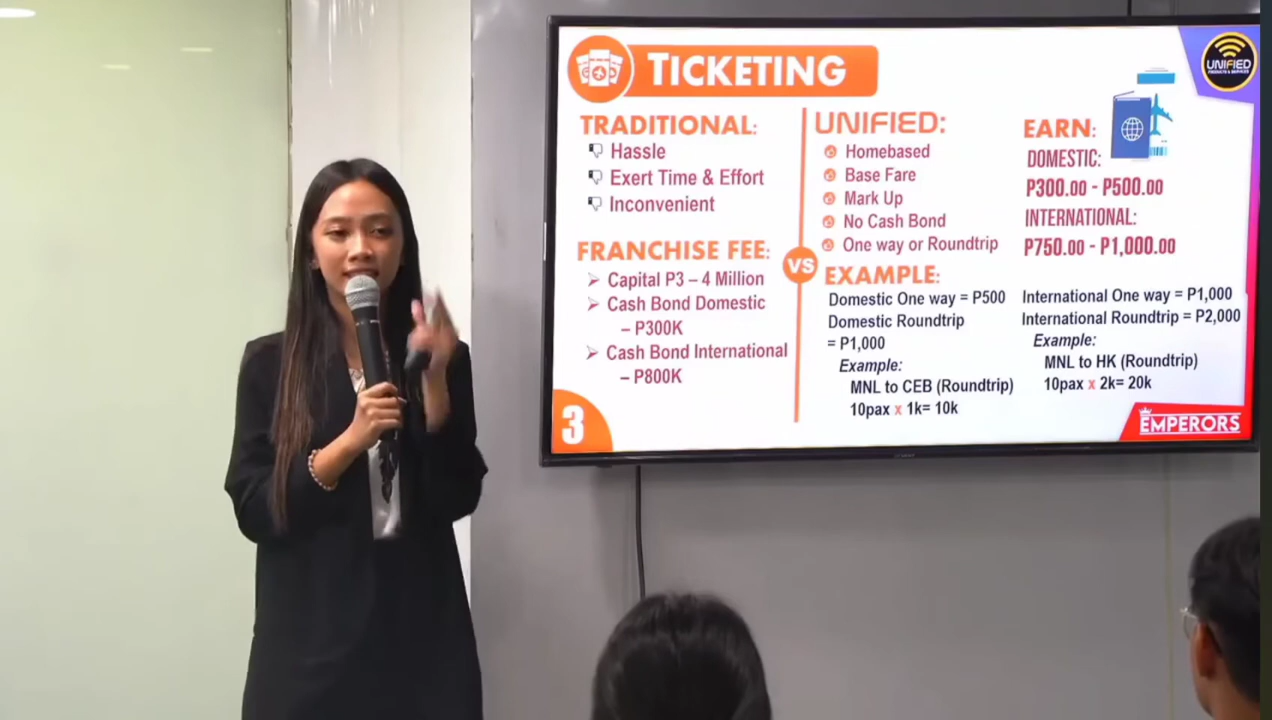 TICKETING
UNIFIED
PRODUCTS & SERVICES
TRADITIONAL:
Hassle
Exert Time & Effort
Inconvenient
FRANCHISE FEE:
Capital P3 – 4 Million
Cash Bond Domestic
– P300K
Cash Bond International
– P800K
3
VS
UNIFIED:
Homebased
Base Fare
Mark Up
No Cash Bond
One way or Roundtrip
EXAMPLE:
Domestic One way = P500
Domestic Roundtrip
= P1,000
Example:
MNL to CEB (Roundtrip)
10pax x 1k= 10k
EARN:
DOMESTIC:
P300.00 - P500.00
INTERNATIONAL:
P750.00 - P1,000.00
International One way = P1,000
International Roundtrip = P2,000
Example:
MNL to HK (Roundtrip)
10pax x 2k= 20k
EMPERORS